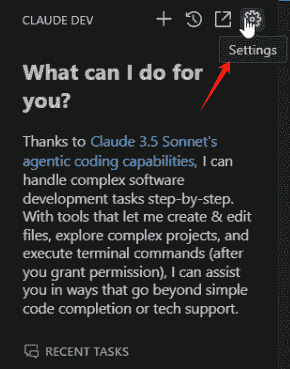 CLAUDE DEV
Settings
What can I do for
you?
Thanks to Claude 3.5 Sonnet's
agentic coding capabilities, I can
handle complex software
development tasks step-by-step.
With tools that let me create & edit
files, explore complex projects, and
execute terminal commands (after
you grant permission), I can assist
you in ways that go beyond simple
code completion or tech support.
RECENT TASKS